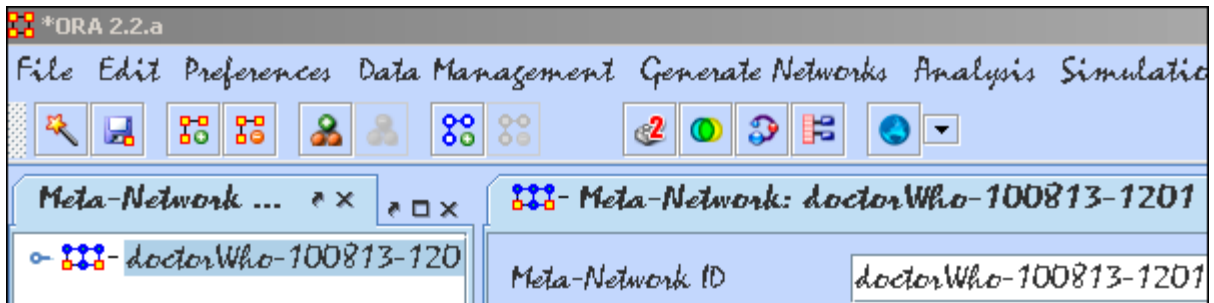 *ORA 2.2.a
File Edit Preferences Data Management Generate Networks Analysis Simulatio
2
Meta-Network ... - Meta-Network: doctorWho-100813-1201
- doctorWho-100813-120
Meta-Network ID doctorWho-100813-1201